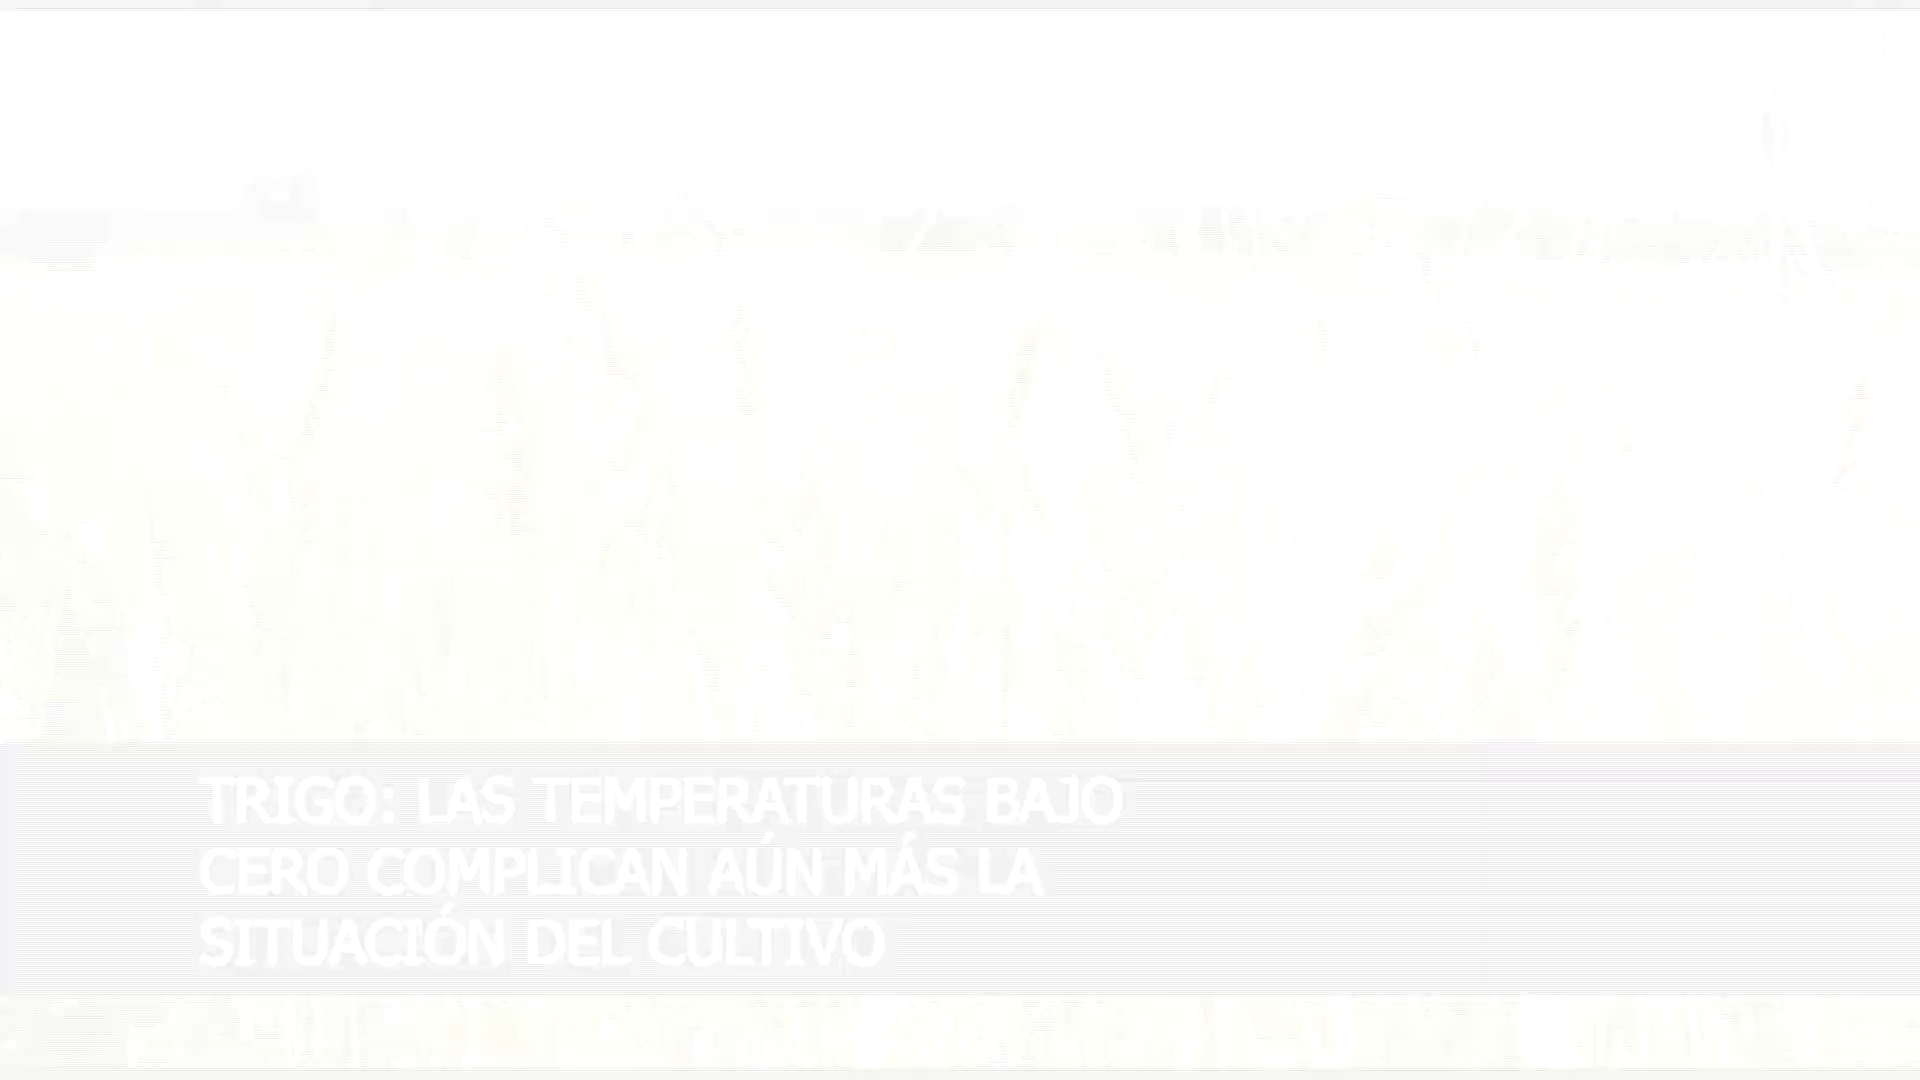 TRIGO: LAS TEMPERATURAS BAJO
CERO COMPLICAN AÚN MÁS LA
SITUACIÓN DEL CULTIVO